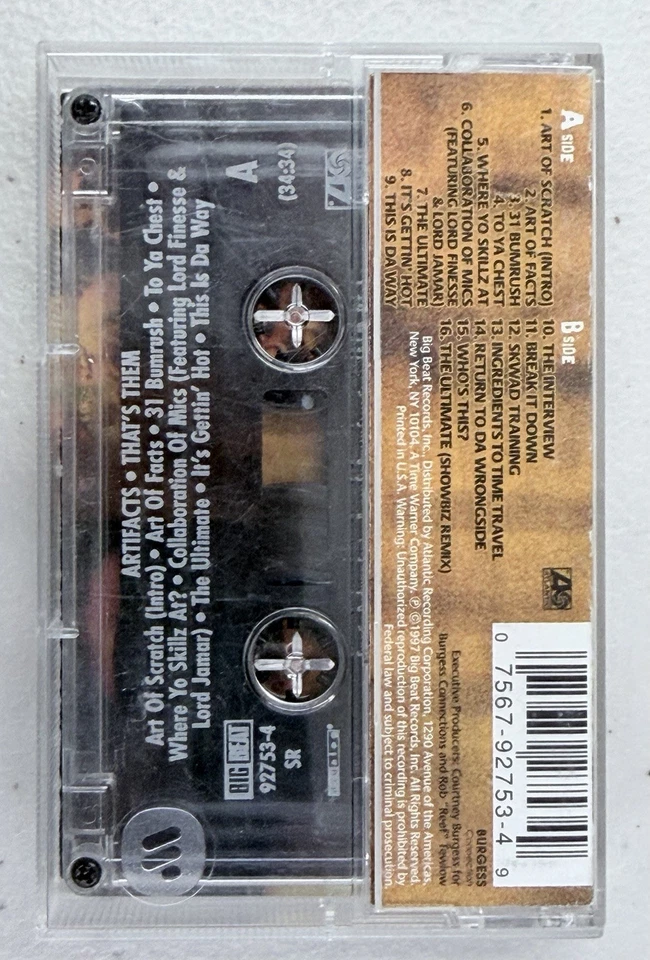 A SIDE
1. ART OF SCRATCH (INTRO)
2. ART OF FACTS
3. 31 BUMRUSH
4. TO YA CHEST
5. WHERE YO SKILLZ AT
6. COLLABORATION OF MICS
(FEATURING LORD FINESSE
& LORD JAMAR)
7. THE ULTIMATE
8. IT'S GETTIN' HOT
9. THIS IS DA WAY
B SIDE
10. THE INTERVIEW
11. BREAK IT DOWN
12. SKWAD TRAINING
13. INGREDIENTS TO TIME TRAVEL
14. RETURN TO DA WRONGSIDE
15. WHO'S THIS?
16. THE ULTIMATE (SHOWBIZ REMIX)
0 7567-92753-4 9
BURGESS
Connection
Executive Producers: Courtney Burgess for
Burgess Connections and Rob "Reef" Tewlow
Big Beat Records, Inc., Distributed by Atlantic Recording Corporation, 1290 Avenue of the Americas,
New York, NY 10104. A Time Warner Company. ℗ ©1997 Big Beat Records, Inc. All Rights Reserved.
Printed in U.S.A. Warning: Unauthorized reproduction of this recording is prohibited by
Federal law and subject to criminal prosecution.
A
(34:34)
BIG BEAT
92753-4
SR
ARTIFACTS • THAT'S THEM
Art Of Scratch (Intro) • Art Of Facts • 31 Bumrush • To Ya Chest •
Where Yo Skillz At? • Collaboration Of Mics (Featuring Lord Finesse &
Lord Jamar) • The Ultimate • It's Gettin' Hot • This Is Da Way